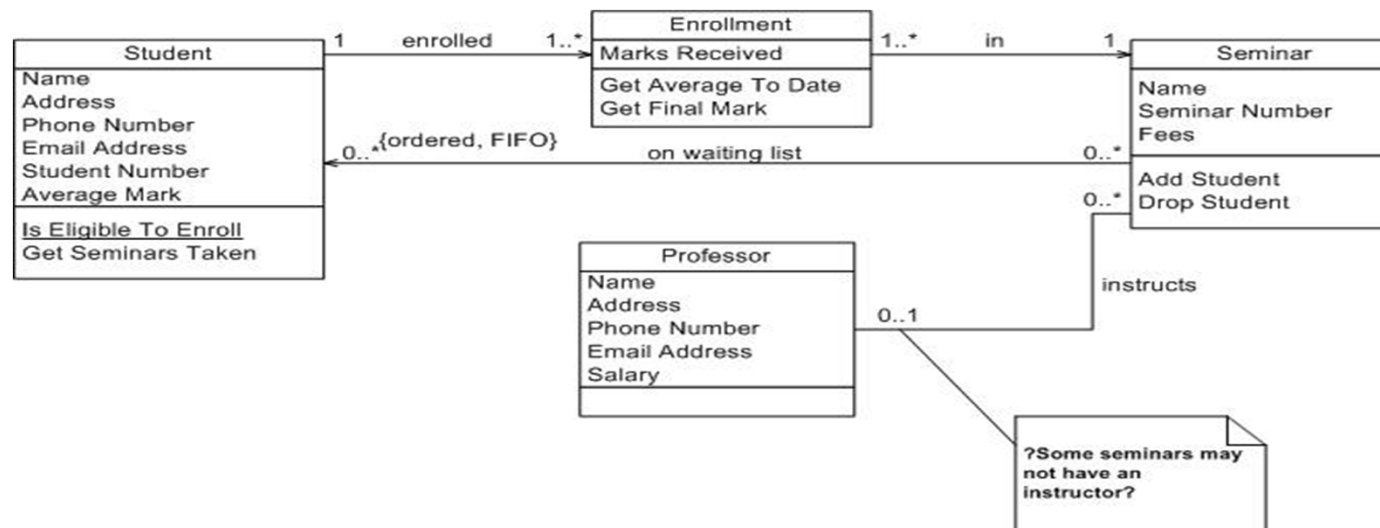 Student
Name
Address
Phone Number
Email Address
Student Number
Average Mark
Is Eligible To Enroll
Get Seminars Taken
1 enrolled 1..*
Enrollment
Marks Received
Get Average To Date
Get Final Mark
1..* in 1
Seminar
Name
Seminar Number
Fees
Add Student
Drop Student
0..* {ordered, FIFO} on waiting list 0..*
0..*
instructs
0..1
Professor
Name
Address
Phone Number
Email Address
Salary
?Some seminars may
not have an
instructor?